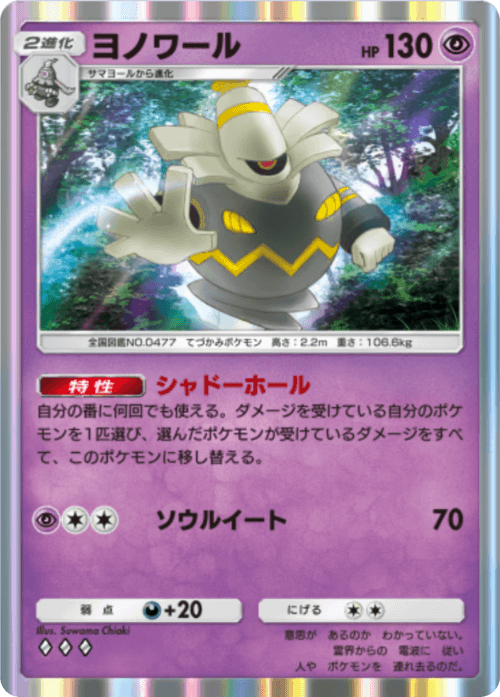 2進化 ヨノワール HP 130
サマヨールから進化
全国図鑑NO.0477 てづかみポケモン 高さ：2.2m 重さ：106.6kg
特性 シャドーホール
自分の番に何回でも使える。ダメージを受けている自分のポケ
モンを1匹選び、選んだポケモンが受けているダメージをすべ
て、このポケモンに移し替える。
ソウルイート 70
弱点 +20 にげる
Illus. Suwama Chiaki
意思が あるのか わかっていない。
霊界からの 電波に 従い
人や ポケモンを 連れ去るのだ。